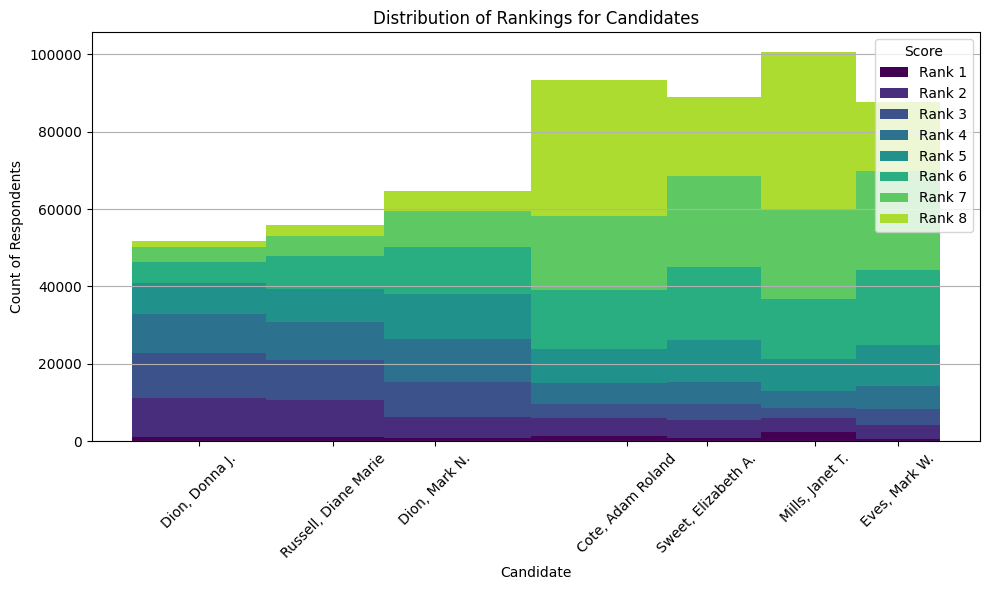 Distribution of Rankings for Candidates
Count of Respondents
100000
80000
60000
40000
20000
0
Score
Rank 1
Rank 2
Rank 3
Rank 4
Rank 5
Rank 6
Rank 7
Rank 8
Dion, Donna J.
Russell, Diane Marie
Dion, Mark N.
Cote, Adam Roland
Sweet, Elizabeth A.
Mills, Janet T.
Eves, Mark W.
Candidate